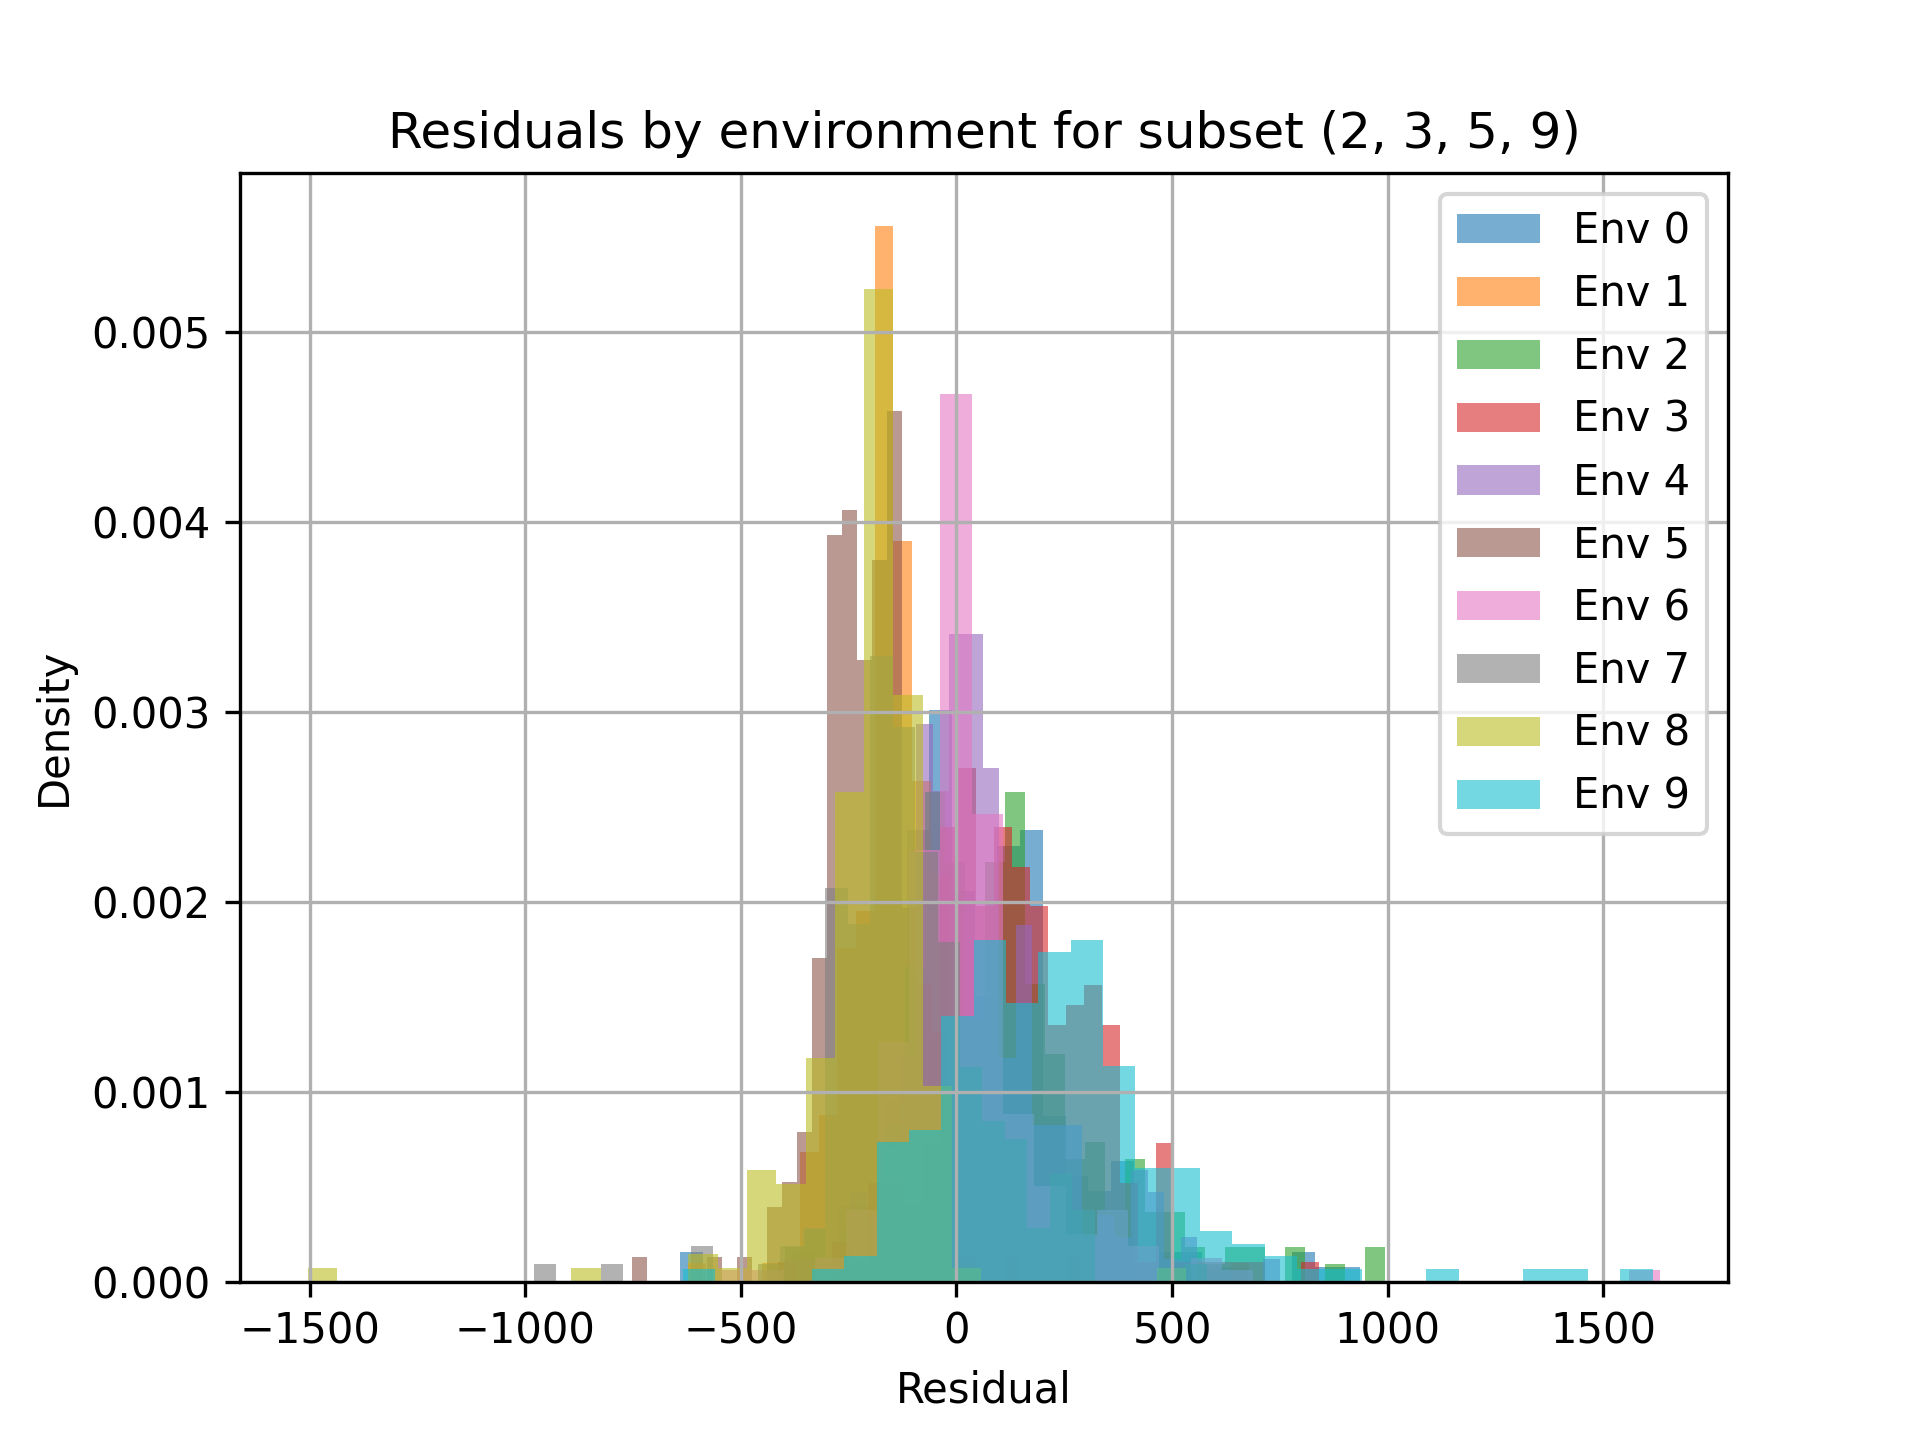 Residuals by environment for subset (2, 3, 5, 9)
Env 0
Env 1
Env 2
Env 3
Env 4
Env 5
Env 6
Env 7
Env 8
Env 9
Density
0.005
0.004
0.003
0.002
0.001
0.000
−1500 −1000 −500 0 500 1000 1500
Residual